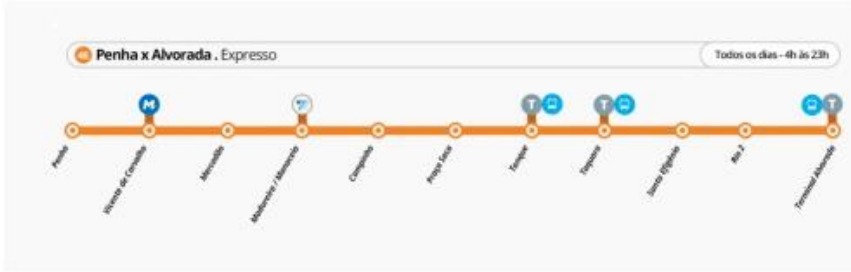 Penha x Alvorada . Expresso
Todos os dias - 4h às 23h
M
T
T
T
Penha
Vicente de Carvalho
Mercadão
Madureira / Manaceia
Campinho
Praça Seca
Tanque
Taquara
Santa Efigênia
Rio 2
Terminal Alvorada